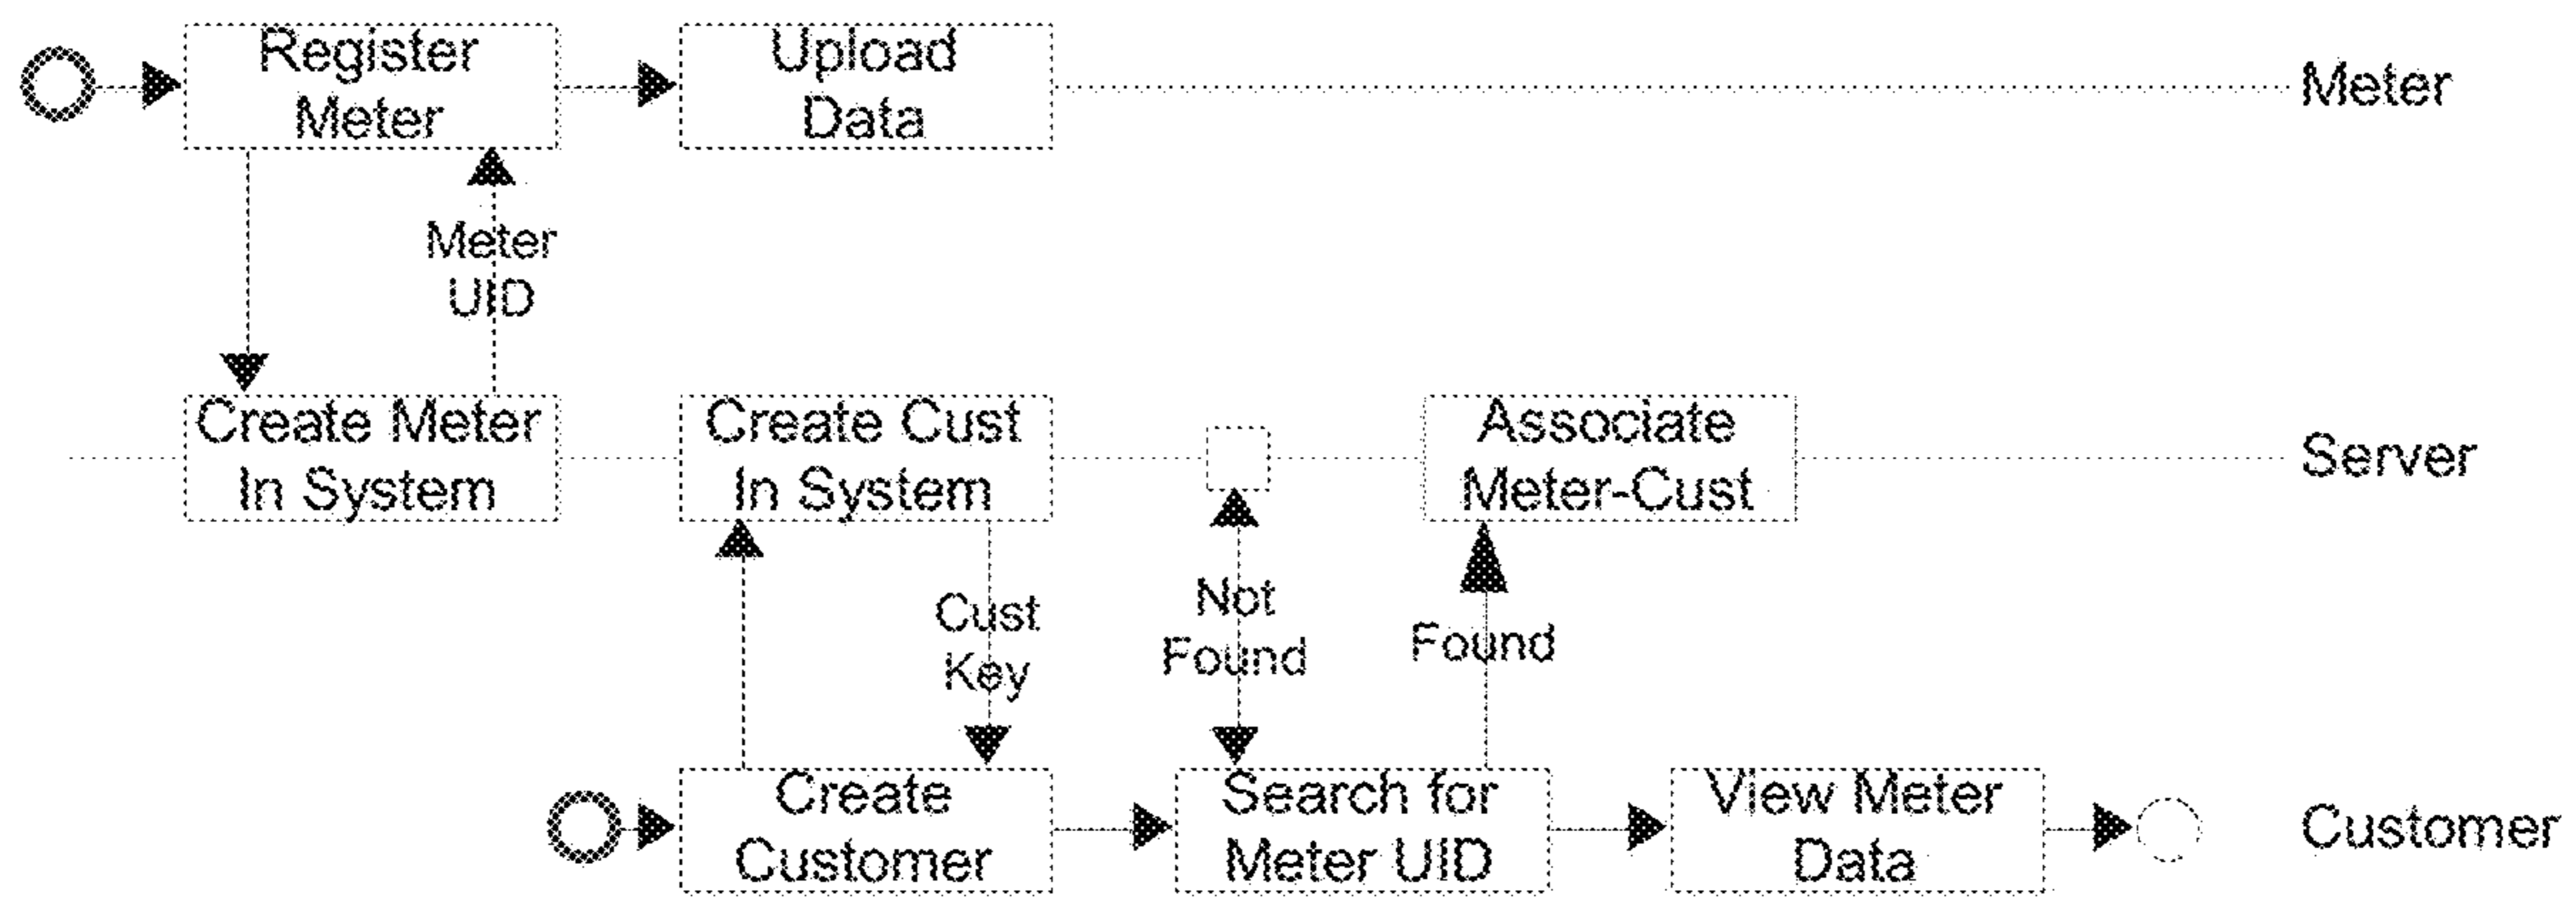 Register
Meter
Upload
Data
Meter
Meter
UID
Create Meter
In System
Create Cust
In System
Associate
Meter-Cust
Server
Cust
Key
Not
Found
Found
Create
Customer
Search for
Meter UID
View Meter
Data
Customer